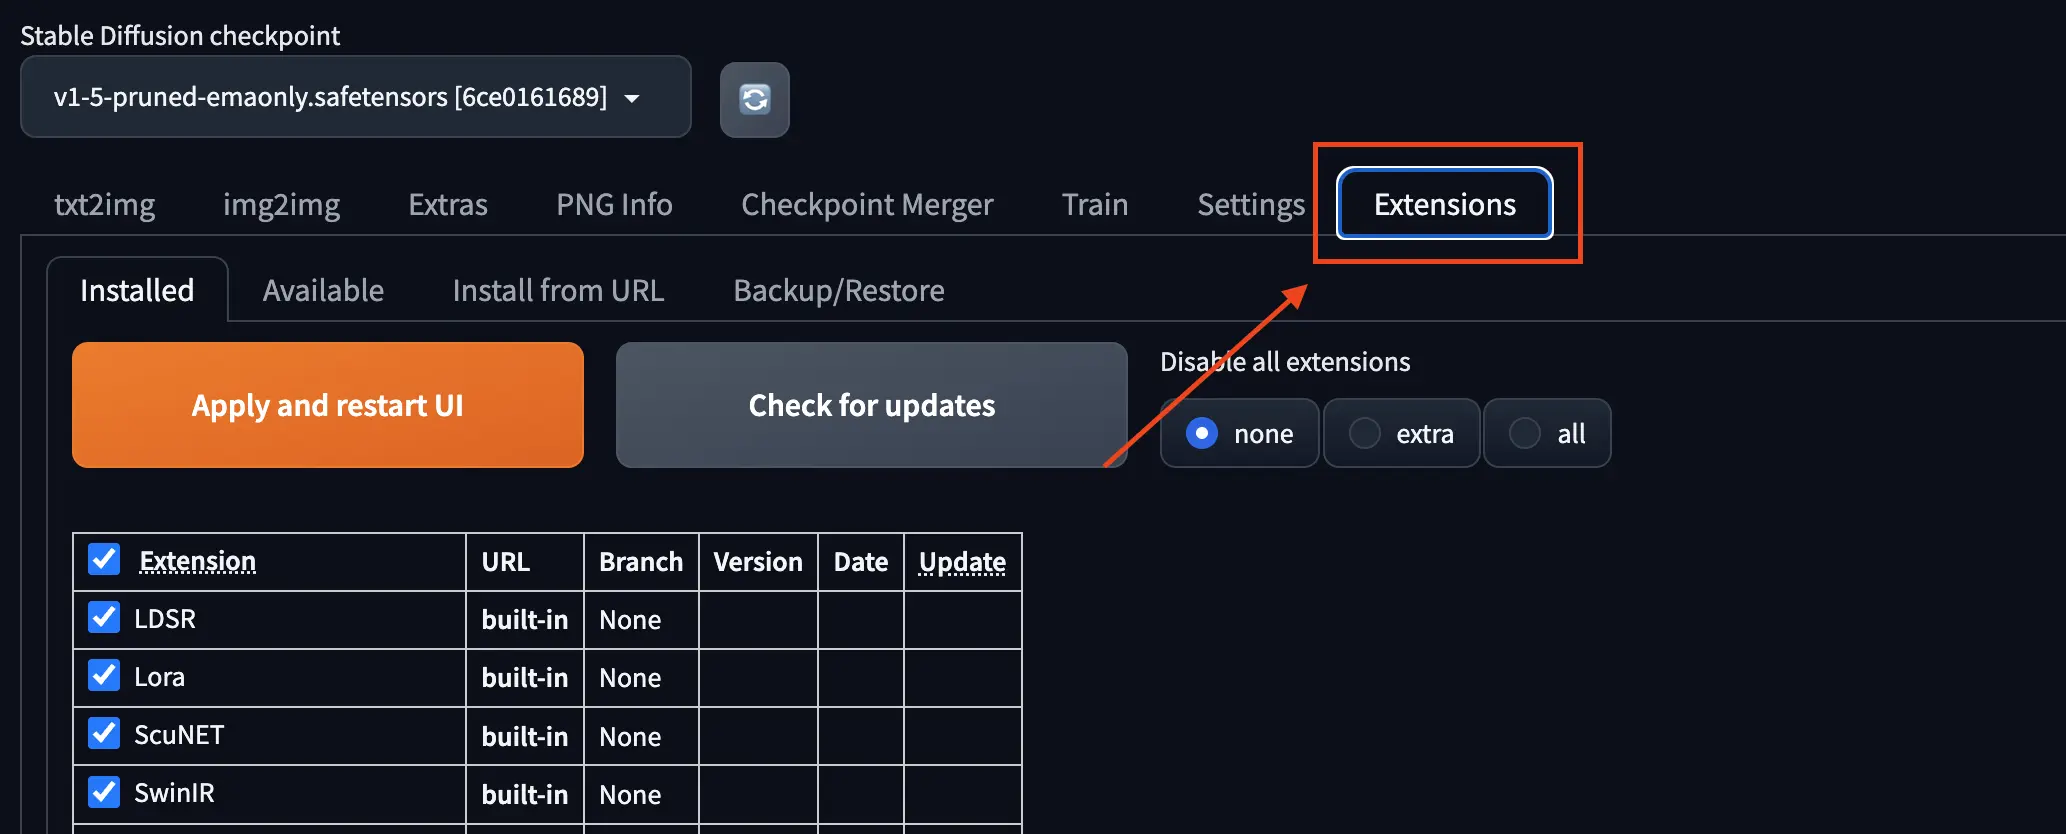 Stable Diffusion checkpoint
v1-5-pruned-emaonly.safetensors [6ce0161689]
txt2img img2img Extras PNG Info Checkpoint Merger Train Settings Extensions
Installed Available Install from URL Backup/Restore
Disable all extensions
Apply and restart UI Check for updates none extra all
Extension URL Branch Version Date Update
LDSR built-in None
Lora built-in None
ScuNET built-in None
SwinIR built-in None